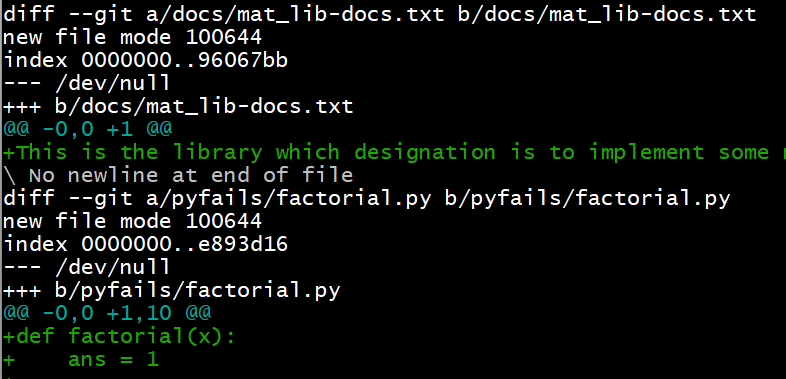 diff --git a/docs/mat_lib-docs.txt b/docs/mat_lib-docs.txt
new file mode 100644
index 0000000..96067bb
--- /dev/null
+++ b/docs/mat_lib-docs.txt
@@ -0,0 +1 @@
+This is the library which designation is to implement some
\ No newline at end of file
diff --git a/pyfails/factorial.py b/pyfails/factorial.py
new file mode 100644
index 0000000..e893d16
--- /dev/null
+++ b/pyfails/factorial.py
@@ -0,0 +1,10 @@
+def factorial(x):
+    ans = 1